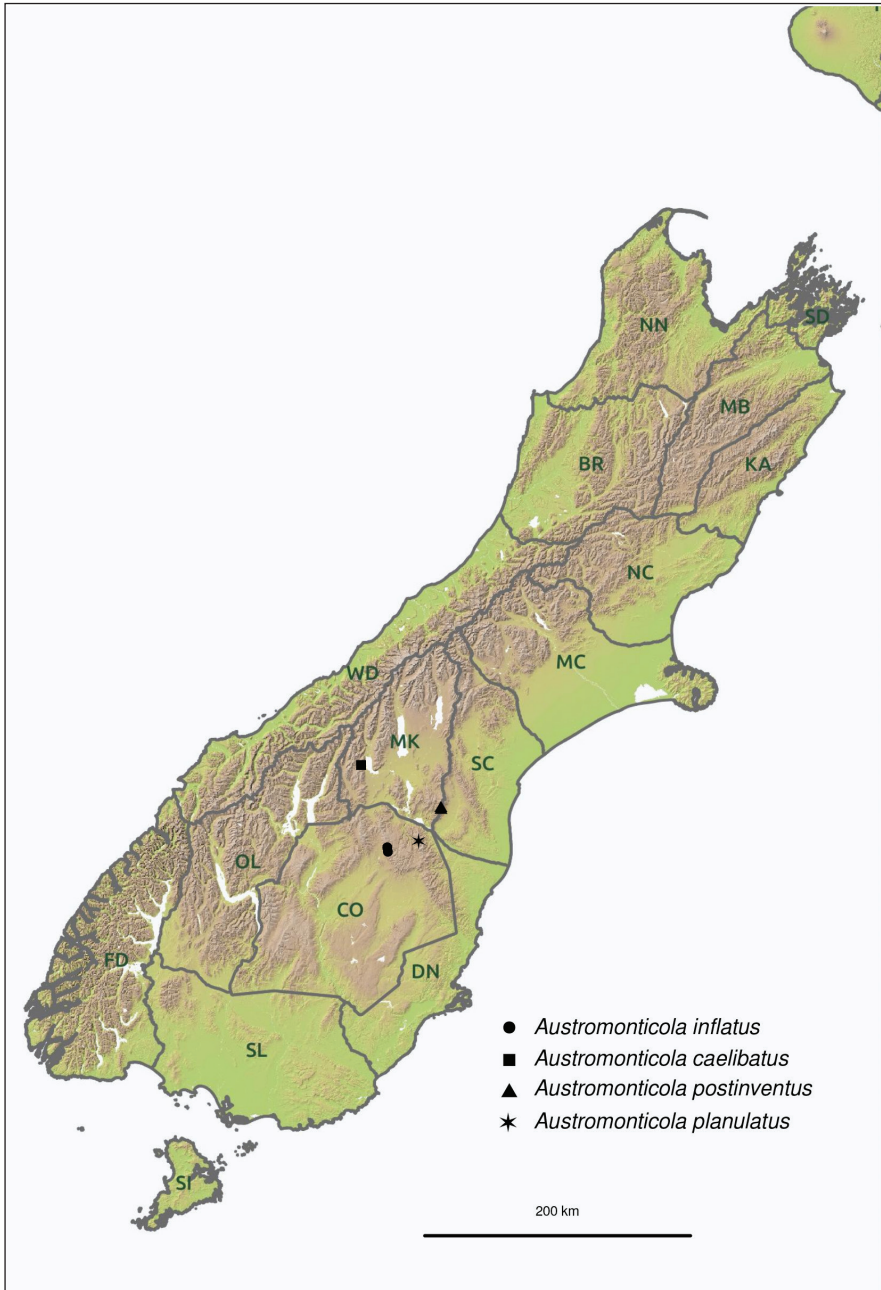 NN
SD
MB
BR
KA
NC
MC
WD
MK
SC
OL
CO
FD
DN
SL
SI
Austromonticola inflatus
Austromonticola caelibatus
Austromonticola postinventus
Austromonticola planulatus
200 km